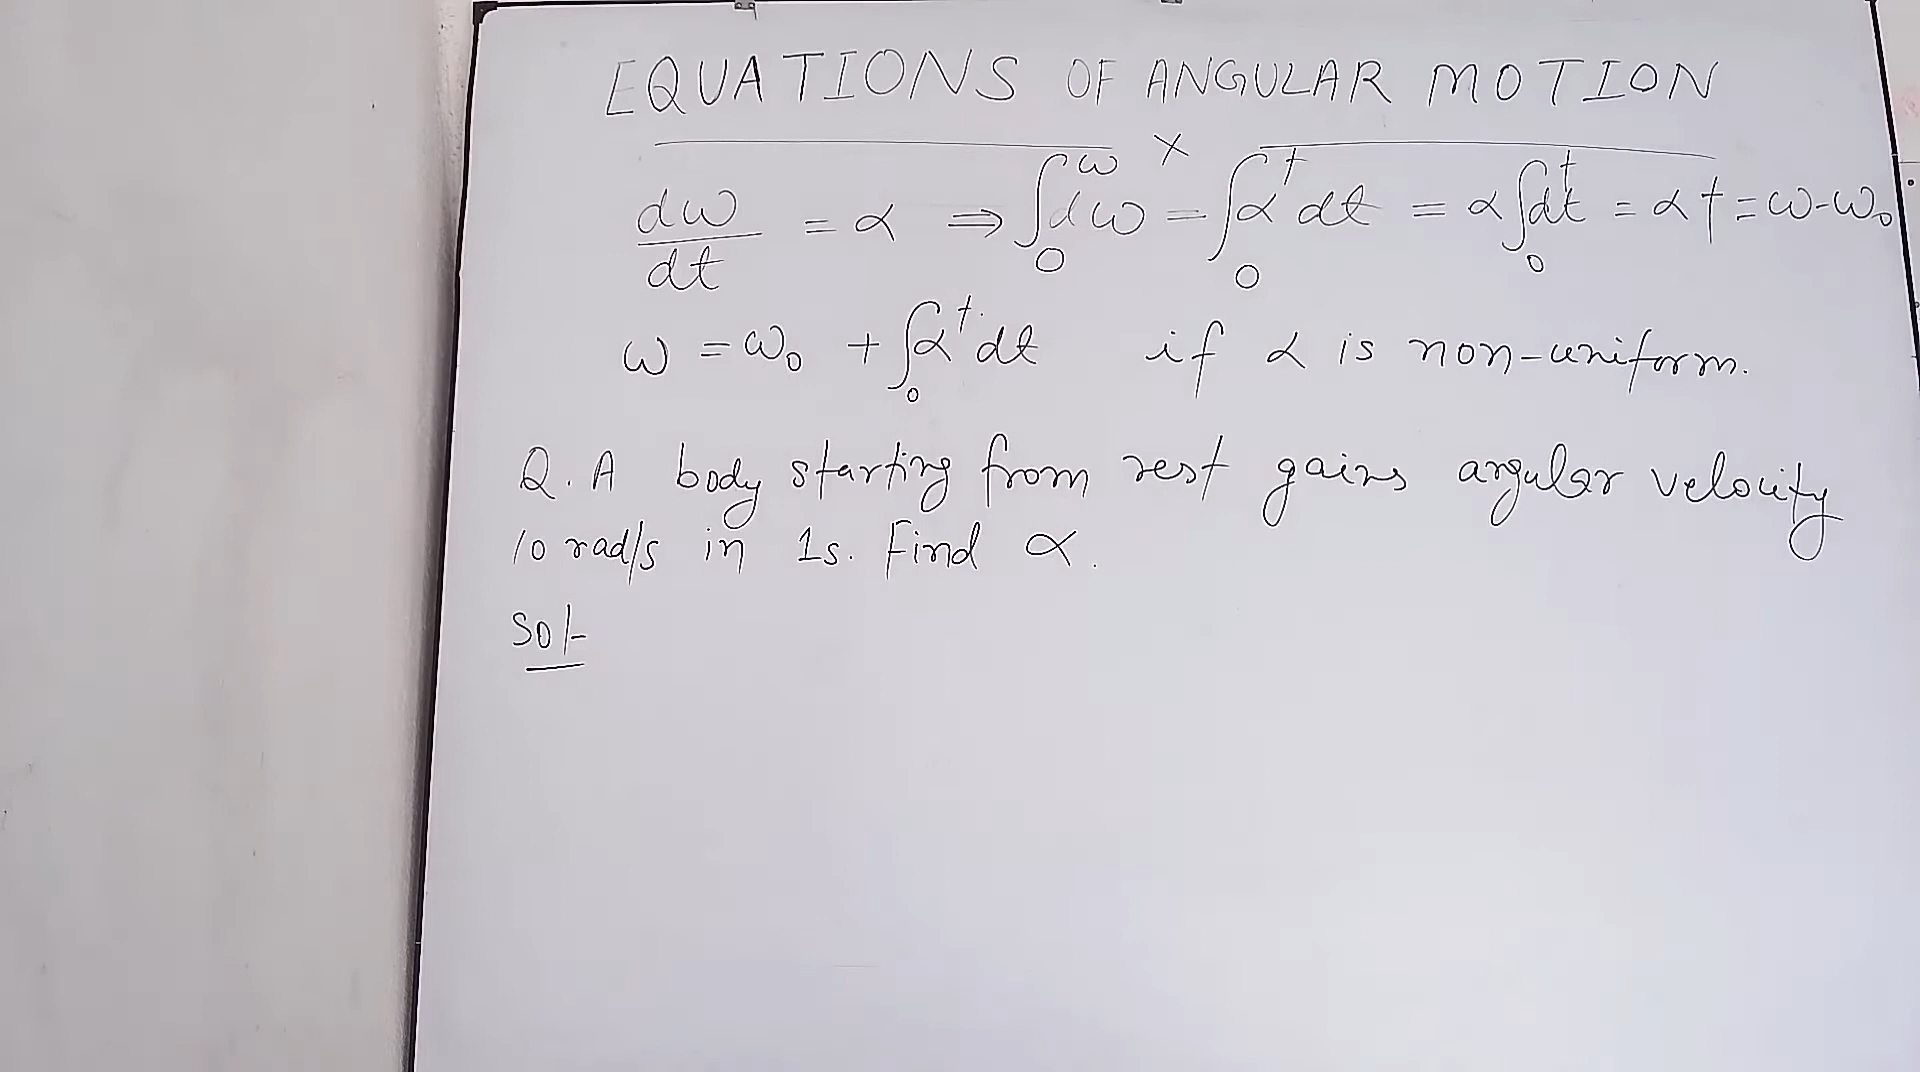 EQUATIONS OF ANGULAR MOTION
x
dω/dt = α ⇒ ∫₀^ω dω = ∫₀^t α dt = α ∫₀^t dt = α t = ω-ω₀
ω = ω₀ + ∫₀^t α dt if α is non-uniform.
Q. A body starting from rest gains angular velocity
10 rad/s in 1s. Find α.
Sol-